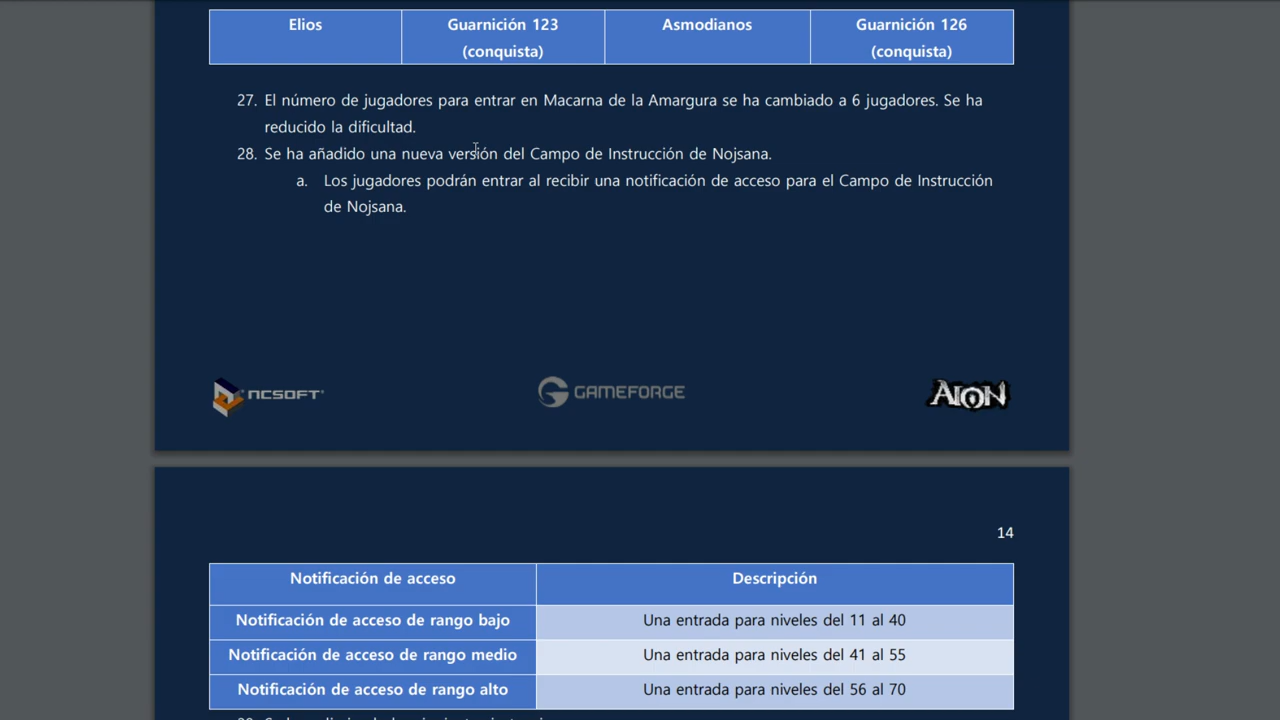 Elios Guarnición 123 Asmodianos Guarnición 126
(conquista) (conquista)
27. El número de jugadores para entrar en Macarna de la Amargura se ha cambiado a 6 jugadores. Se ha
reducido la dificultad.
28. Se ha añadido una nueva versión del Campo de Instrucción de Nojsana.
a. Los jugadores podrán entrar al recibir una notificación de acceso para el Campo de Instrucción
de Nojsana.
NCSOFT GAMEFORGE AION
14
Notificación de acceso Descripción
Notificación de acceso de rango bajo Una entrada para niveles del 11 al 40
Notificación de acceso de rango medio Una entrada para niveles del 41 al 55
Notificación de acceso de rango alto Una entrada para niveles del 56 al 70